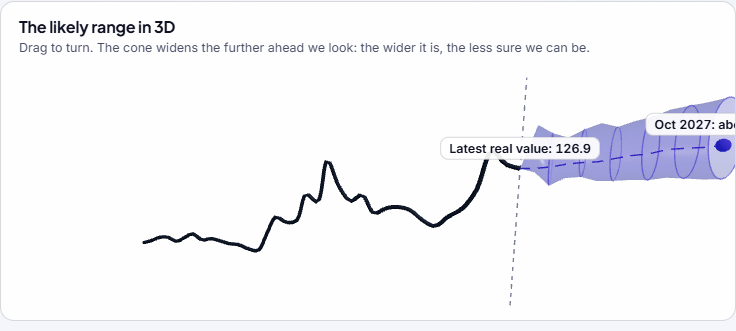 The likely range in 3D
Drag to turn. The cone widens the further ahead we look: the wider it is, the less sure we can be.
Oct 2027:
Latest real value: 126.9